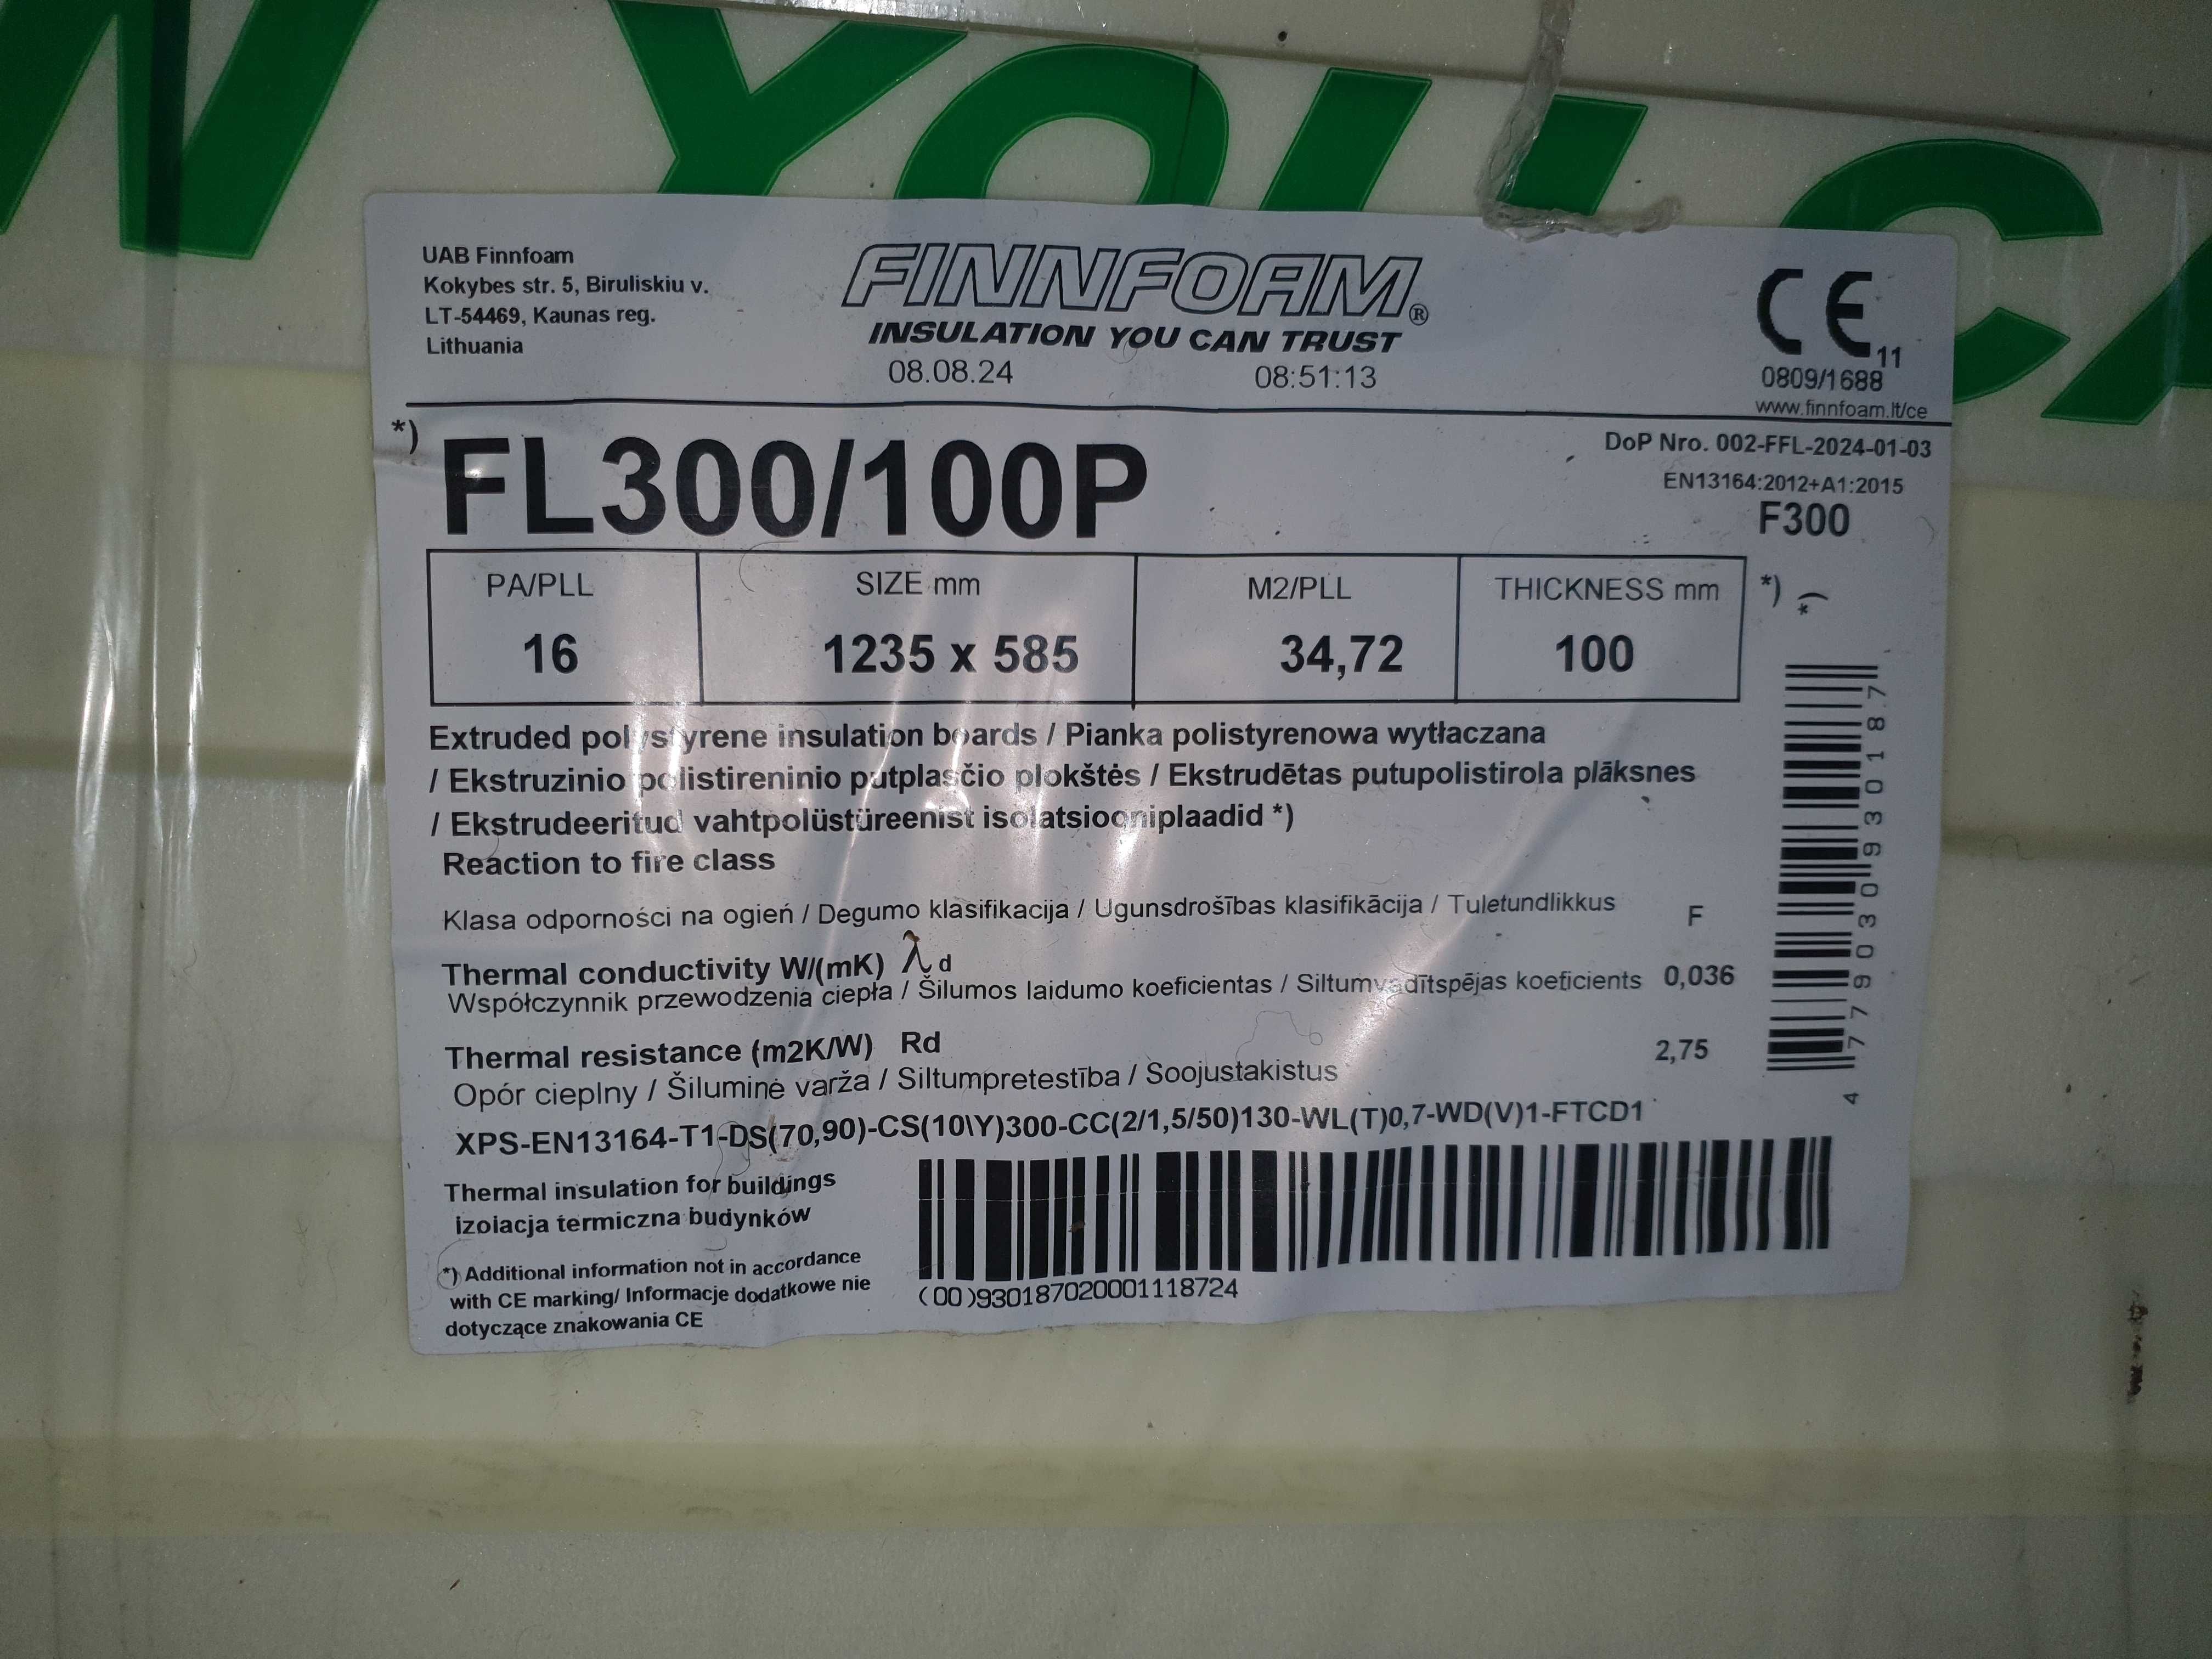 W YOU CA
UAB Finnfoam
Kokybes str. 5, Biruliskiu v.
LT-54469, Kaunas reg.
Lithuania
FINNFOAM®
INSULATION YOU CAN TRUST
08.08.24 08:51:13
CE 11
0809/1688
www.finnfoam.lt/ce
*) FL300/100P
DoP Nro. 002-FFL-2024-01-03
EN13164:2012+A1:2015
F300
PA/PLL SIZE mm M2/PLL THICKNESS mm *)
16 1235 x 585 34,72 100
*)
Extruded polystyrene insulation boards / Pianka polistyrenowa wytłaczana
/ Ekstruzinio polistireninio putplasčio plokštės / Ekstrudētas putupolistirola plāksnes
/ Ekstrudeeritud vahtpolüstüreenist isolatsiooniplaadid *)
Reaction to fire class
Klasa odporności na ogień / Degumo klasifikacija / Ugunsdrošības klasifikācija / Tuletundlikkus F
Thermal conductivity W/(mK) λ d
Współczynnik przewodzenia ciepła / Šilumos laidumo koeficientas / Siltumvadītspējas koeficients 0,036
Thermal resistance (m2K/W) Rd 2,75
Opór cieplny / Šiluminė varža / Siltumpretestība / Soojustakistus
XPS-EN13164-T1-DS(70,90)-CS(10\Y)300-CC(2/1,5/50)130-WL(T)0,7-WD(V)1-FTCD1
4 779030 930187
Thermal insulation for buildings
izolacja termiczna budynków
*) Additional information not in accordance
with CE marking/ Informacje dodatkowe nie
dotyczące znakowania CE
(00)930187020001118724